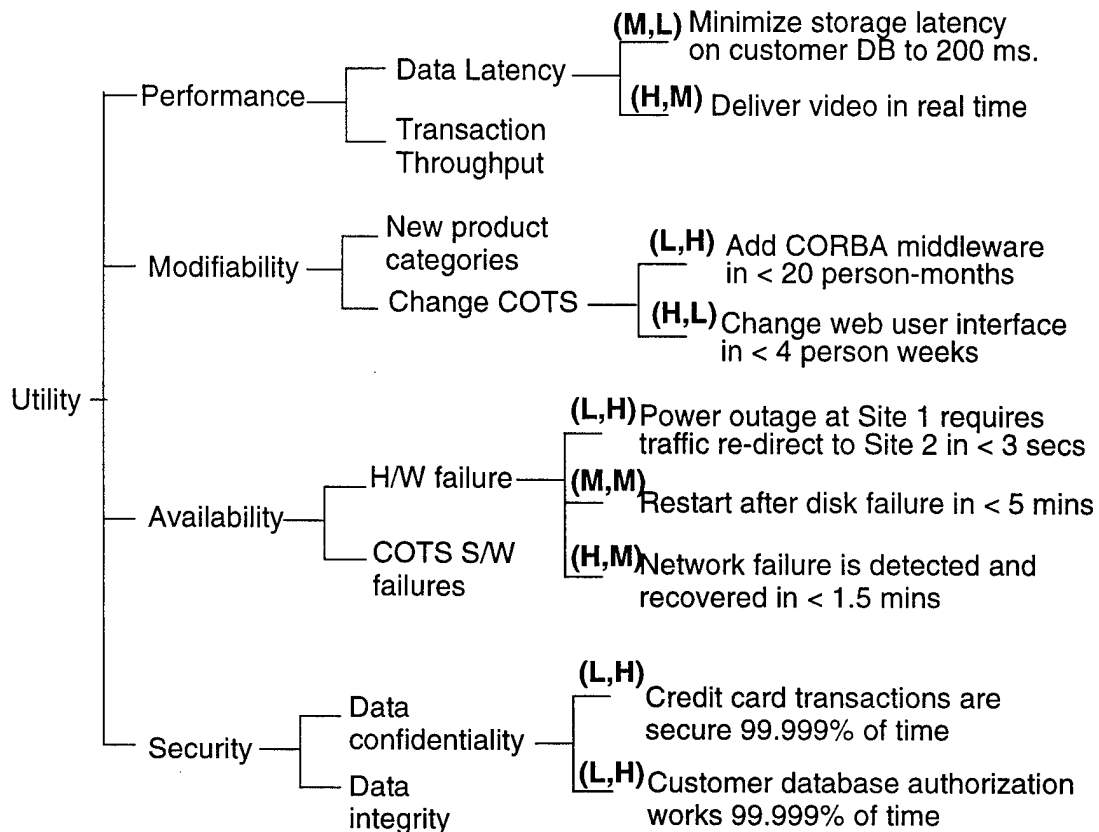 (M,L) Minimize storage latency
on customer DB to 200 ms.
Data Latency
Performance
(H,M) Deliver video in real time
Transaction
Throughput
New product
categories
(L,H) Add CORBA middleware
in < 20 person-months
Modifiability
Change COTS
(H,L) Change web user interface
in < 4 person weeks
Utility
(L,H) Power outage at Site 1 requires
traffic re-direct to Site 2 in < 3 secs
H/W failure
(M,M) Restart after disk failure in < 5 mins
Availability
COTS S/W
failures
(H,M) Network failure is detected and
recovered in < 1.5 mins
(L,H) Credit card transactions are
secure 99.999% of time
Data
confidentiality
Security
(L,H) Customer database authorization
works 99.999% of time
Data
integrity